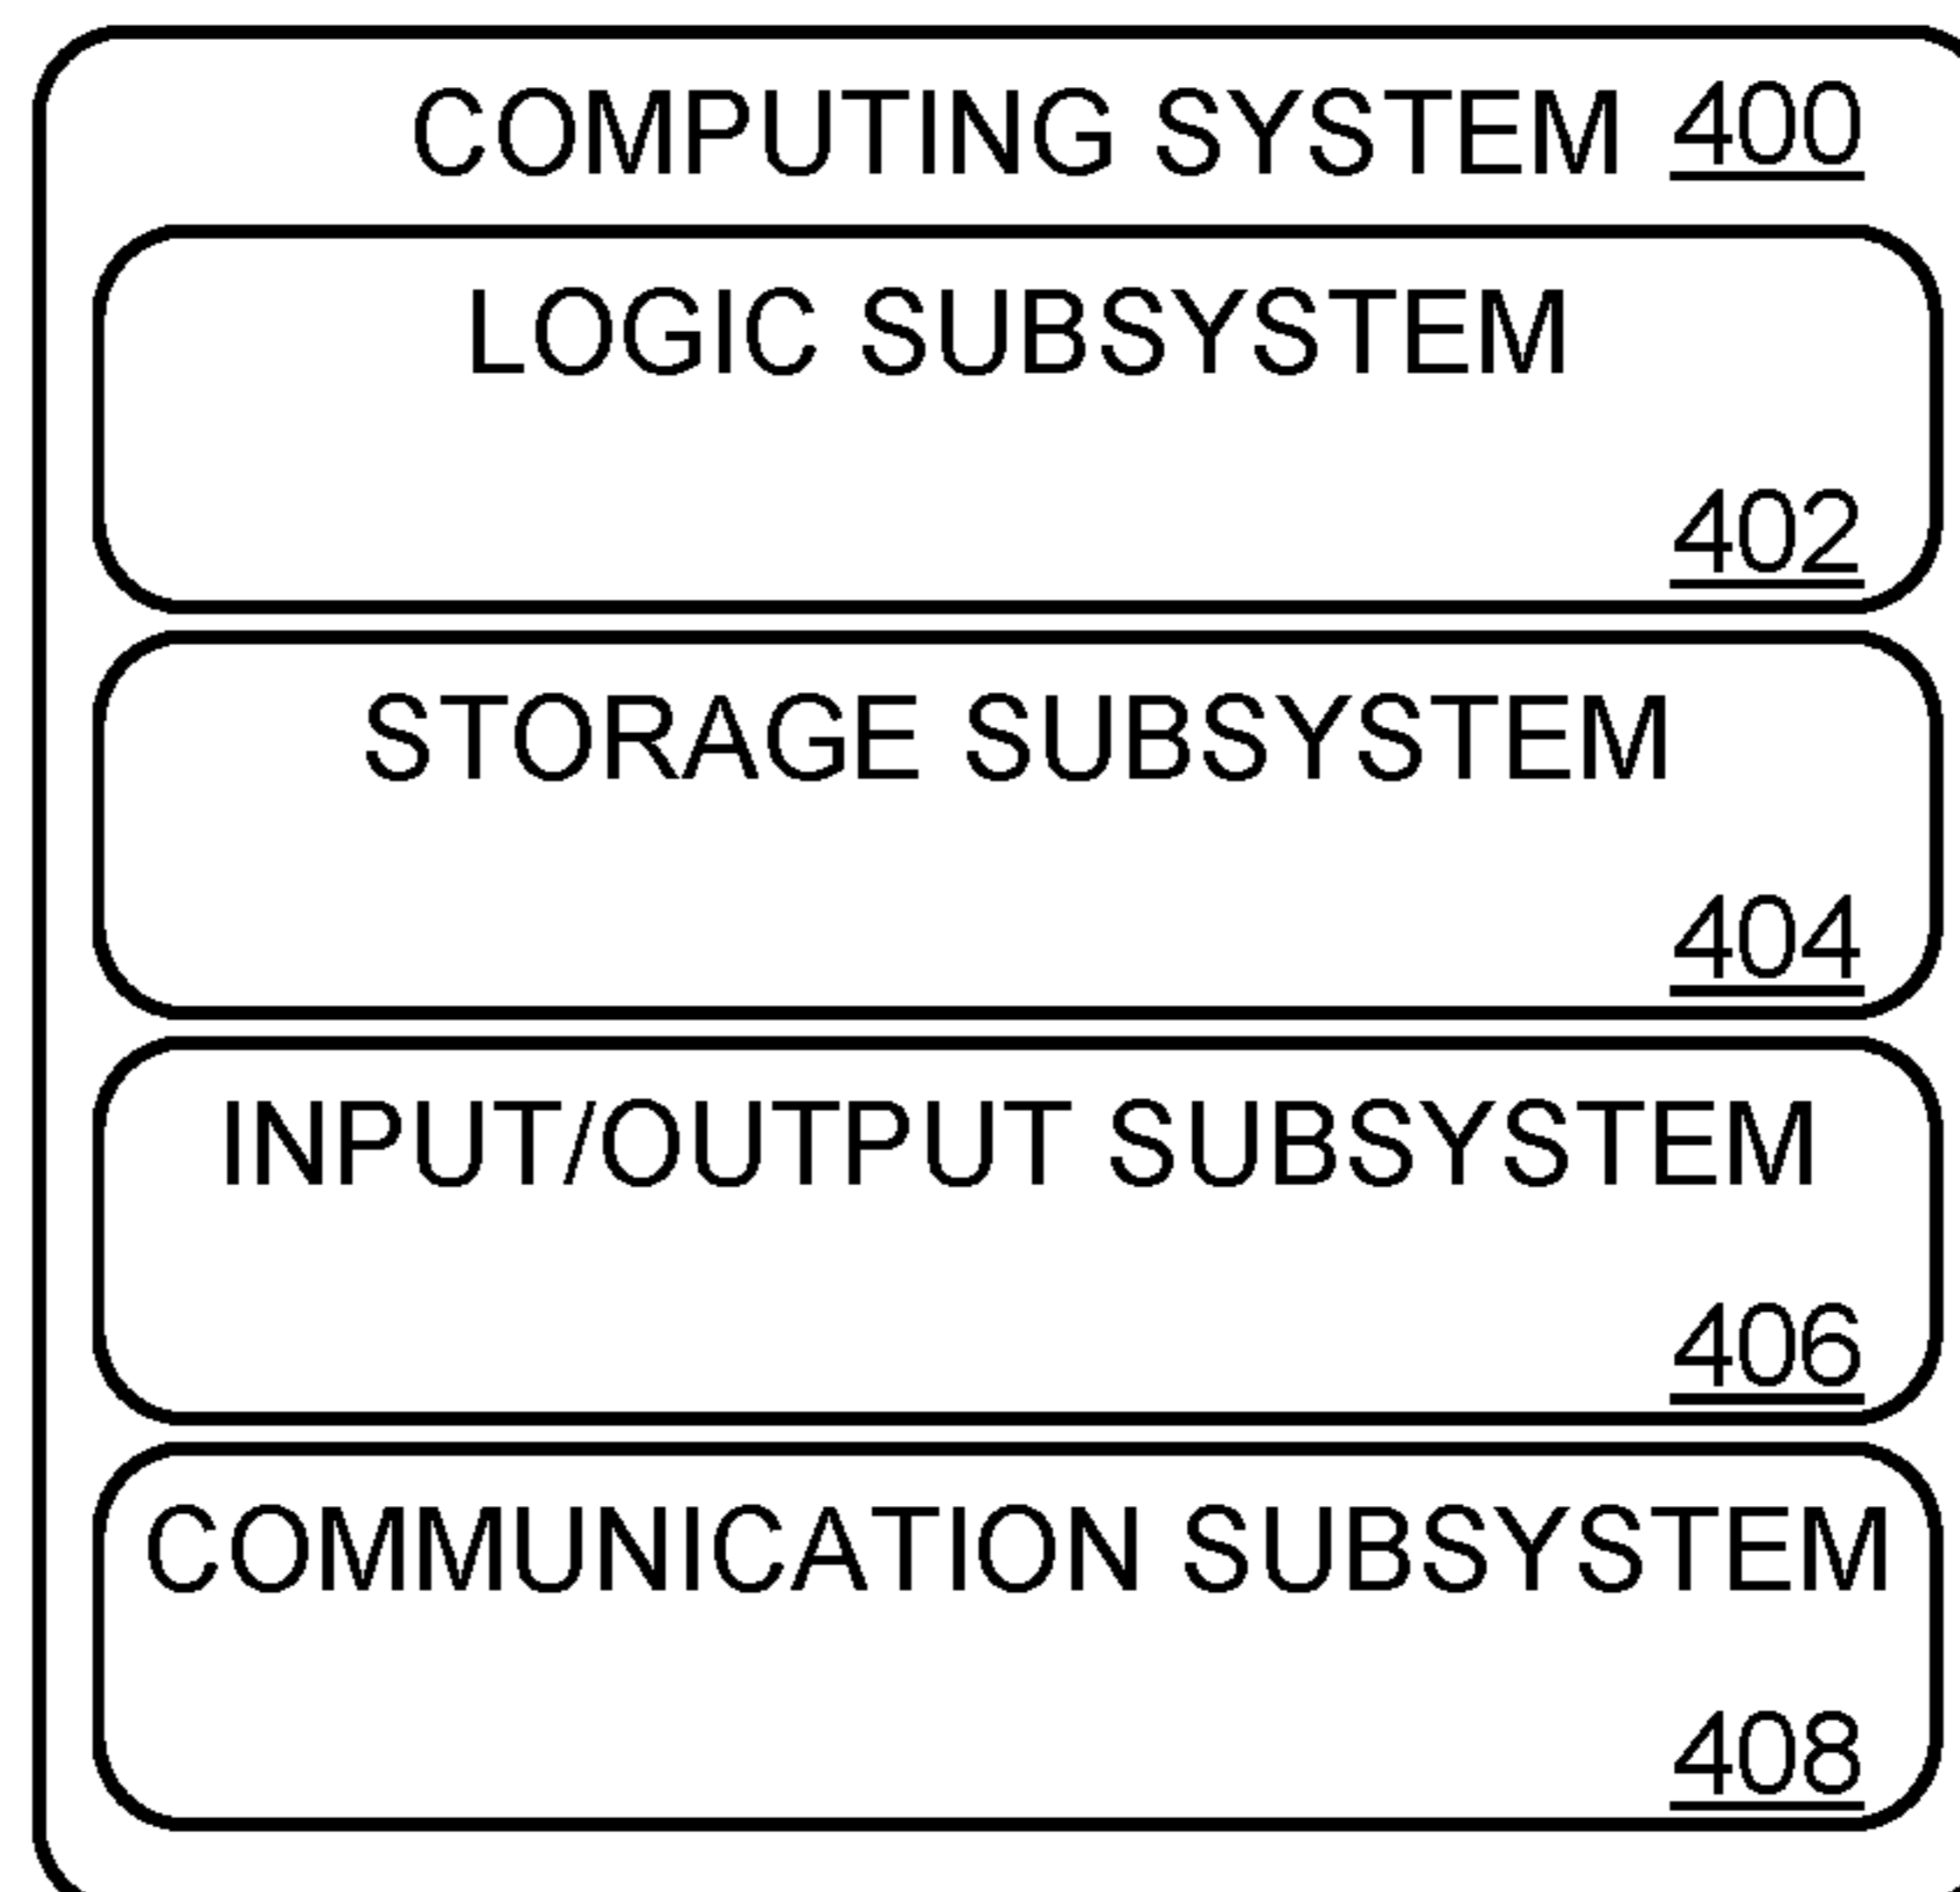 COMPUTING SYSTEM 400
LOGIC SUBSYSTEM
402
STORAGE SUBSYSTEM
404
INPUT/OUTPUT SUBSYSTEM
406
COMMUNICATION SUBSYSTEM
408